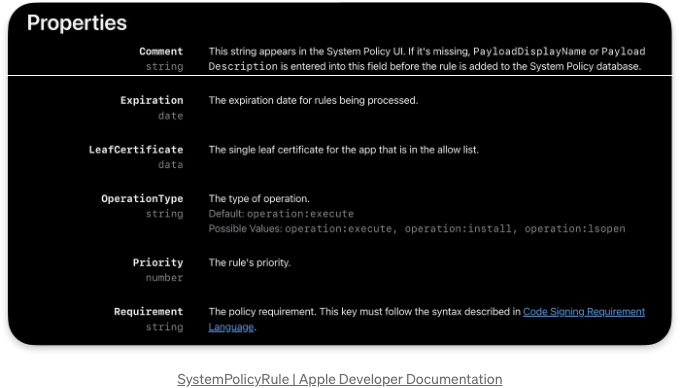 Properties
Comment
string
This string appears in the System Policy UI. If it's missing, PayloadDisplayName or Payload
Description is entered into this field before the rule is added to the System Policy database.
Expiration
date
The expiration date for rules being processed.
LeafCertificate
data
The single leaf certificate for the app that is in the allow list.
OperationType
string
The type of operation.
Default: operation:execute
Possible Values: operation:execute, operation:install, operation:lsopen
Priority
number
The rule's priority.
Requirement
string
The policy requirement. This key must follow the syntax described in Code Signing Requirement
Language.
SystemPolicyRule | Apple Developer Documentation